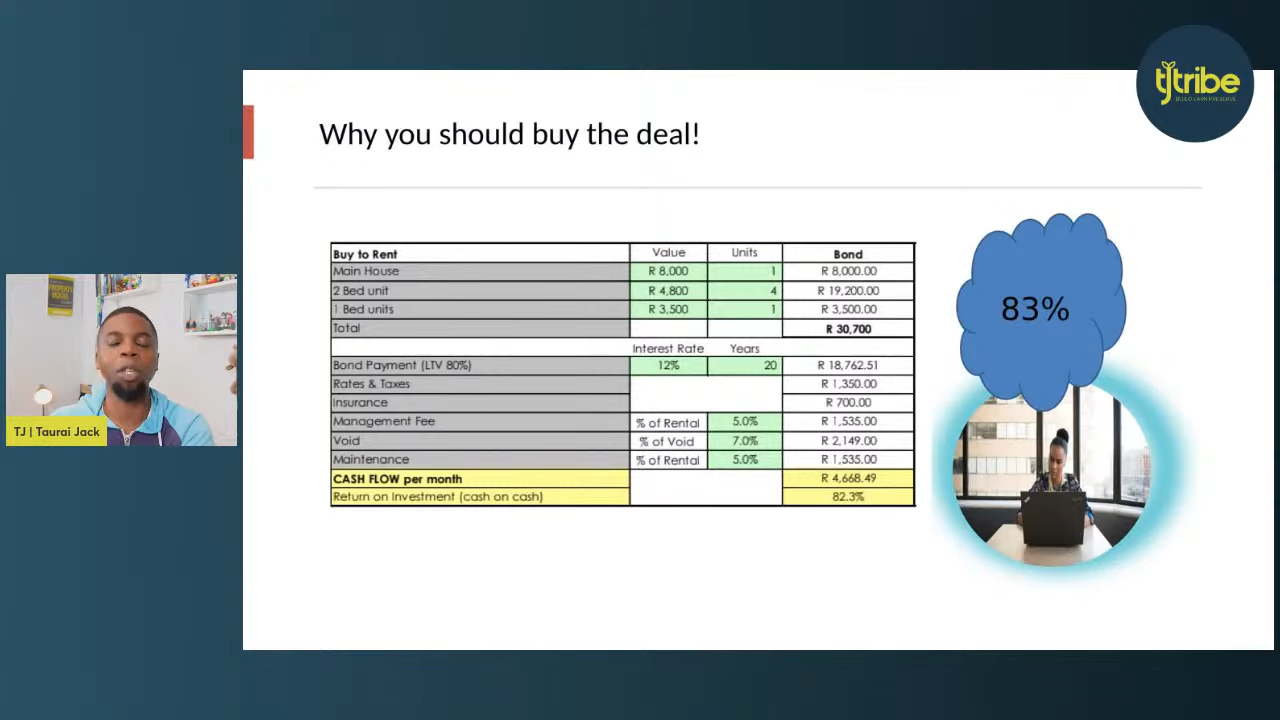 tjtribe
BUILD EARN PRESERVE
Why you should buy the deal!
Buy to Rent Value Units Bond
Main House R 8,000 1 R 8,000.00
2 Bed unit R 4,800 4 R 19,200.00
1 Bed units R 3,500 1 R 3,500.00
Total R 30,700
Interest Rate Years
Bond Payment (LTV 80%) 12% 20 R 18,762.51
Rates & Taxes R 1,350.00
Insurance R 700.00
Management Fee % of Rental 5.0% R 1,535.00
Void % of Void 7.0% R 2,149.00
Maintenance % of Rental 5.0% R 1,535.00
CASH FLOW per month R 4,668.49
Return on Investment (cash on cash) 82.3%
83%
TJ | Taurai Jack